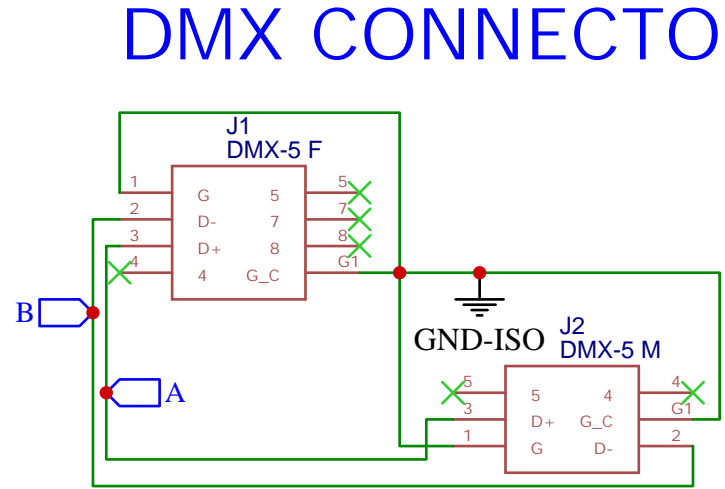 DMX CONNECTO
J1
DMX-5 F
1 G 5 5
2 D- 7 7
3 D+ 8 8
4 4 G_C G1
B
GND-ISO
J2
DMX-5 M
A
5 5 4 4
3 D+ G_C G1
1 G D- 2